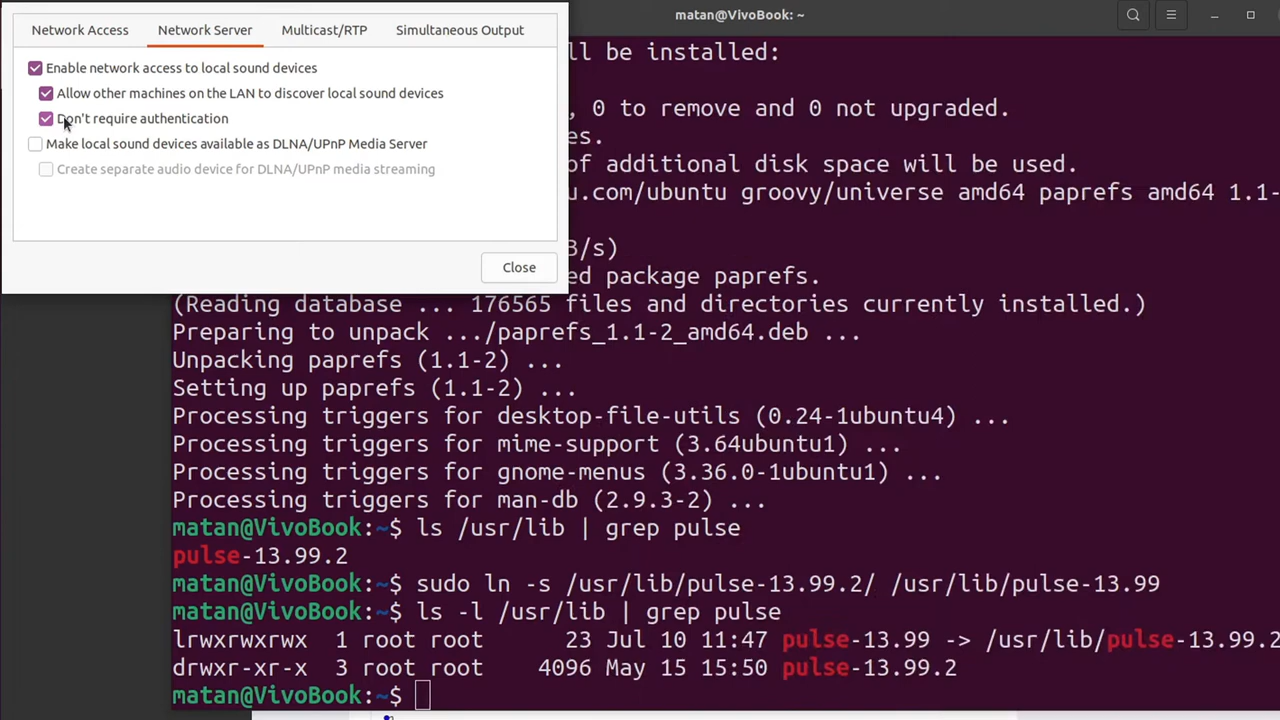 matan@VivoBook: ~
Network Access
Network Server
Multicast/RTP
Simultaneous Output
Enable network access to local sound devices
Allow other machines on the LAN to discover local sound devices
Don't require authentication
Make local sound devices available as DLNA/UPnP Media Server
Create separate audio device for DLNA/UPnP media streaming
Close
ll be installed:
, 0 to remove and 0 not upgraded.
es.
of additional disk space will be used.
u.com/ubuntu groovy/universe amd64 paprefs amd64 1.1-
B/s)
ed package paprefs.
(Reading database ... 176565 files and directories currently installed.)
Preparing to unpack .../paprefs_1.1-2_amd64.deb ...
Unpacking paprefs (1.1-2) ...
Setting up paprefs (1.1-2) ...
Processing triggers for desktop-file-utils (0.24-1ubuntu4) ...
Processing triggers for mime-support (3.64ubuntu1) ...
Processing triggers for gnome-menus (3.36.0-1ubuntu1) ...
Processing triggers for man-db (2.9.3-2) ...
matan@VivoBook:~$ ls /usr/lib | grep pulse
pulse-13.99.2
matan@VivoBook:~$ sudo ln -s /usr/lib/pulse-13.99.2/ /usr/lib/pulse-13.99
matan@VivoBook:~$ ls -l /usr/lib | grep pulse
lrwxrwxrwx 1 root root 23 Jul 10 11:47 pulse-13.99 -> /usr/lib/pulse-13.99.2
drwxr-xr-x 3 root root 4096 May 15 15:50 pulse-13.99.2
matan@VivoBook:~$